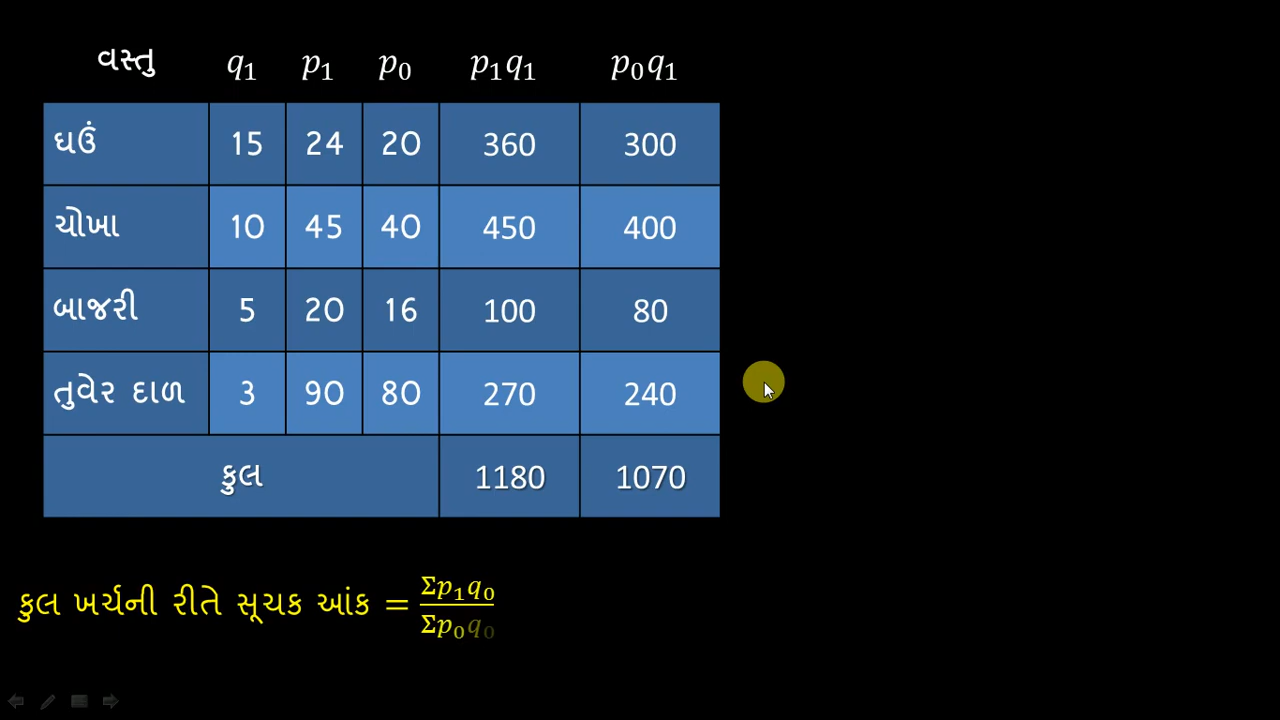 વસ્તુ q₁ p₁ p₀ p₁q₁ p₀q₁
ઘઉં 15 24 20 360 300
ચોખા 10 45 40 450 400
બાજરી 5 20 16 100 80
તુવેર દાળ 3 90 80 270 240
કુલ 1180 1070
કુલ ખર્ચની રીતે સૂચક આંક = Σp₁q₀ / Σp₀q₀